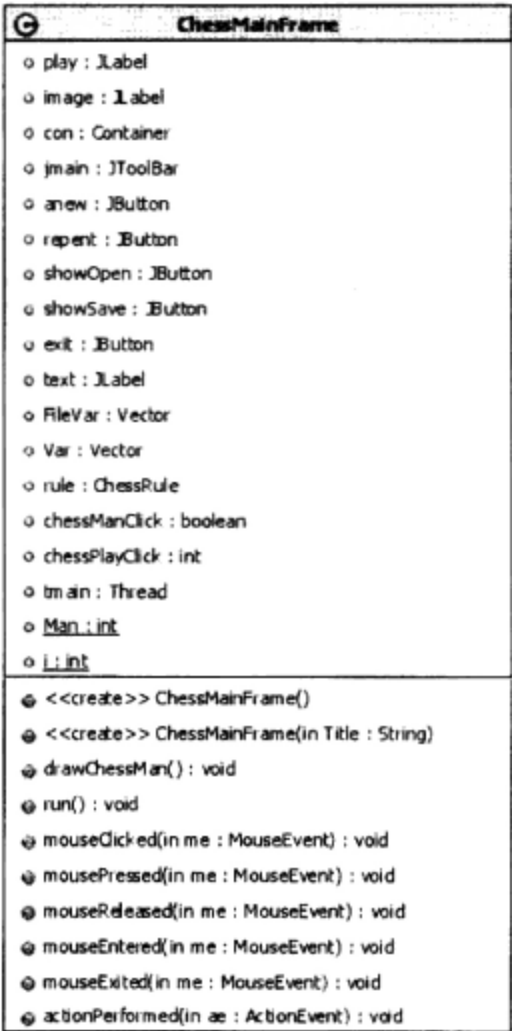 ChessMainFrame
play : JLabel
image : JLabel
con : Container
jmain : JToolBar
anew : JButton
repent : JButton
showOpen : JButton
showSave : JButton
exit : JButton
text : JLabel
FileVar : Vector
Var : Vector
rule : ChessRule
chessManClick : boolean
chessPlayClick : int
tmain : Thread
Man : int
i : int
<<create>> ChessMainFrame()
<<create>> ChessMainFrame(in Title : String)
drawChessMan() : void
run() : void
mouseClicked(in me : MouseEvent) : void
mousePressed(in me : MouseEvent) : void
mouseReleased(in me : MouseEvent) : void
mouseEntered(in me : MouseEvent) : void
mouseExited(in me : MouseEvent) : void
actionPerformed(in ae : ActionEvent) : void